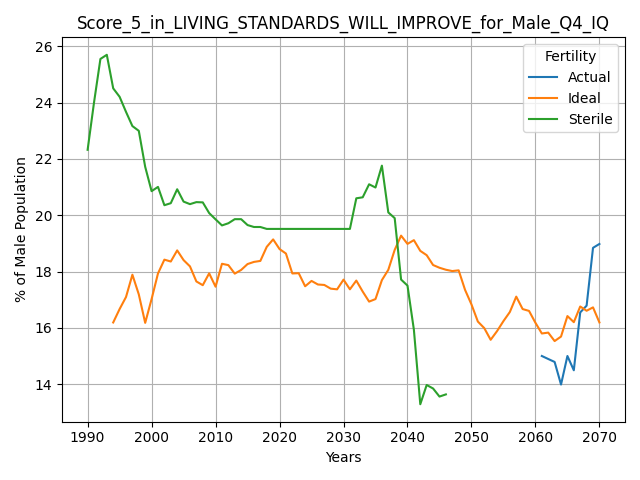 Score_5_in_LIVING_STANDARDS_WILL_IMPROVE_for_Male_Q4_IQ
Fertility
Actual
Ideal
Sterile
% of Male Population
26
24
22
20
18
16
14
1990 2000 2010 2020 2030 2040 2050 2060 2070
Years